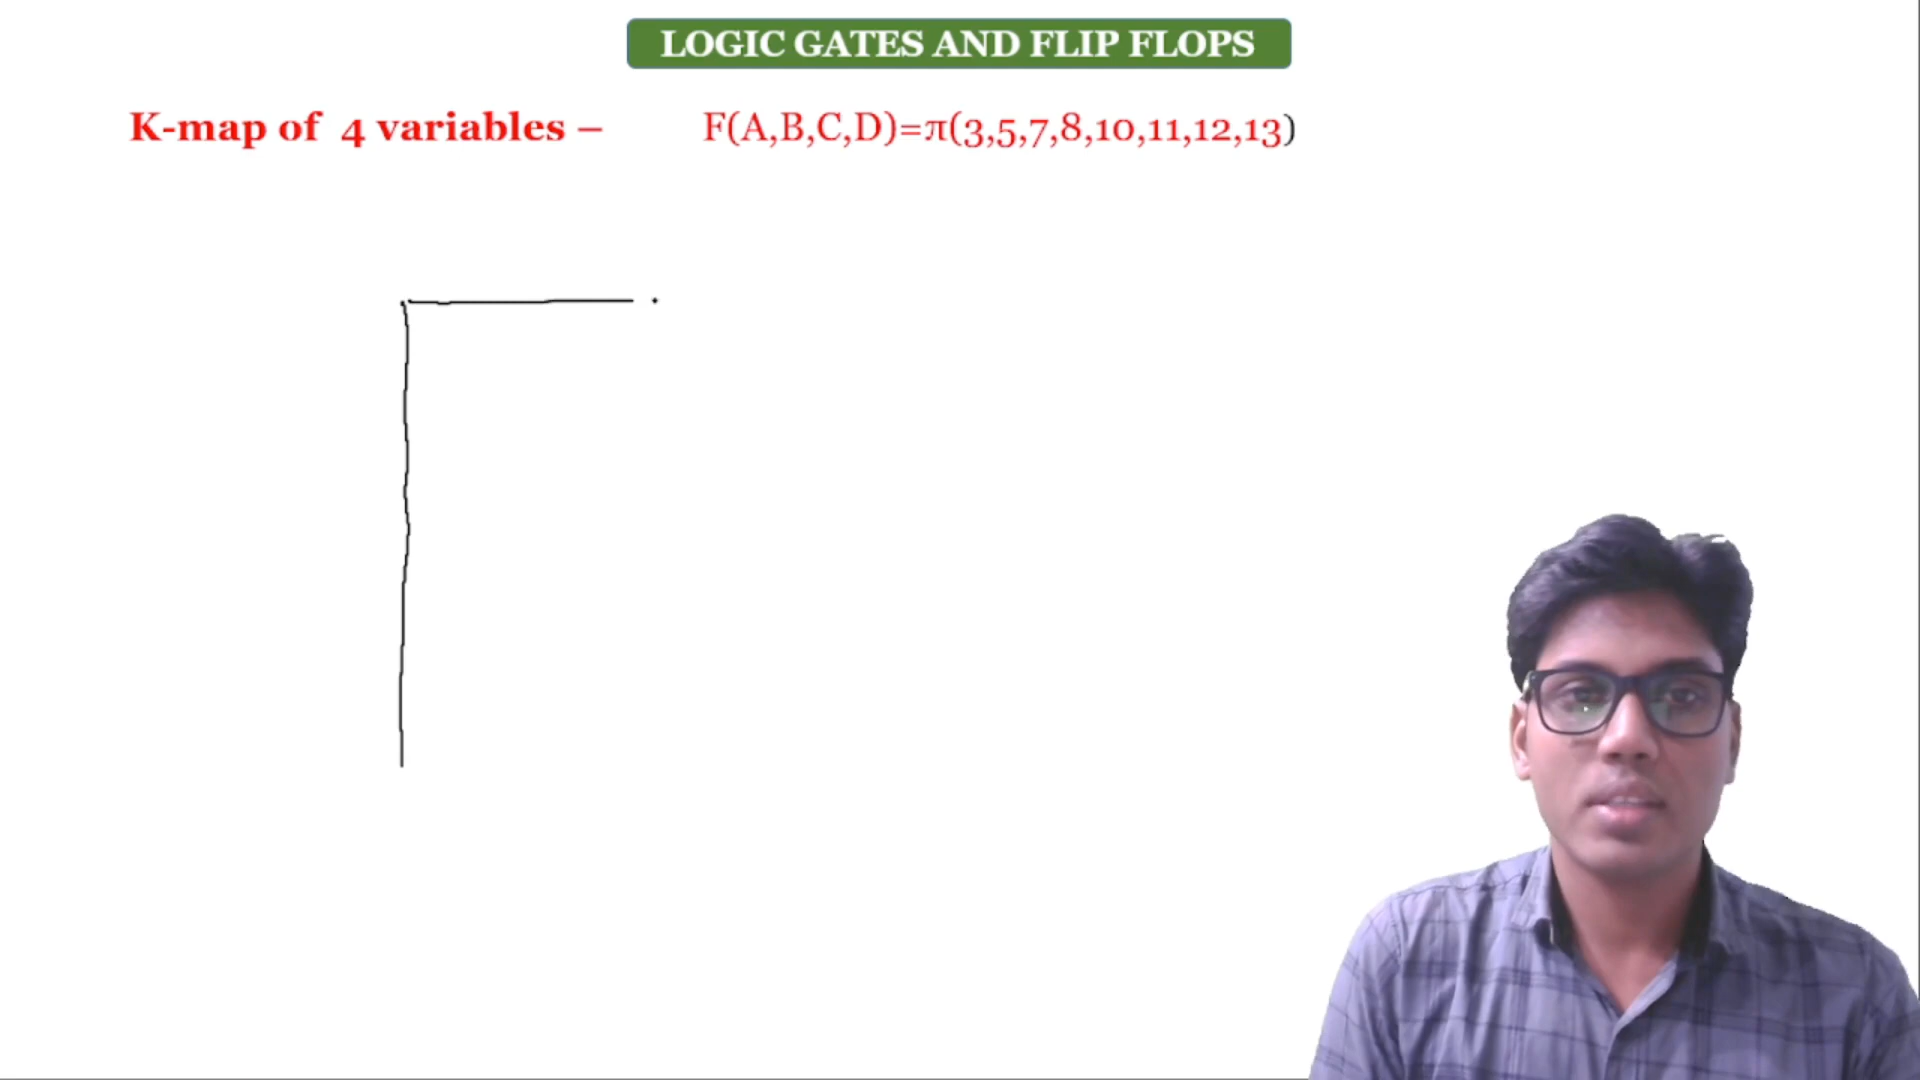 LOGIC GATES AND FLIP FLOPS
K-map of 4 variables – F(A,B,C,D)=π(3,5,7,8,10,11,12,13)